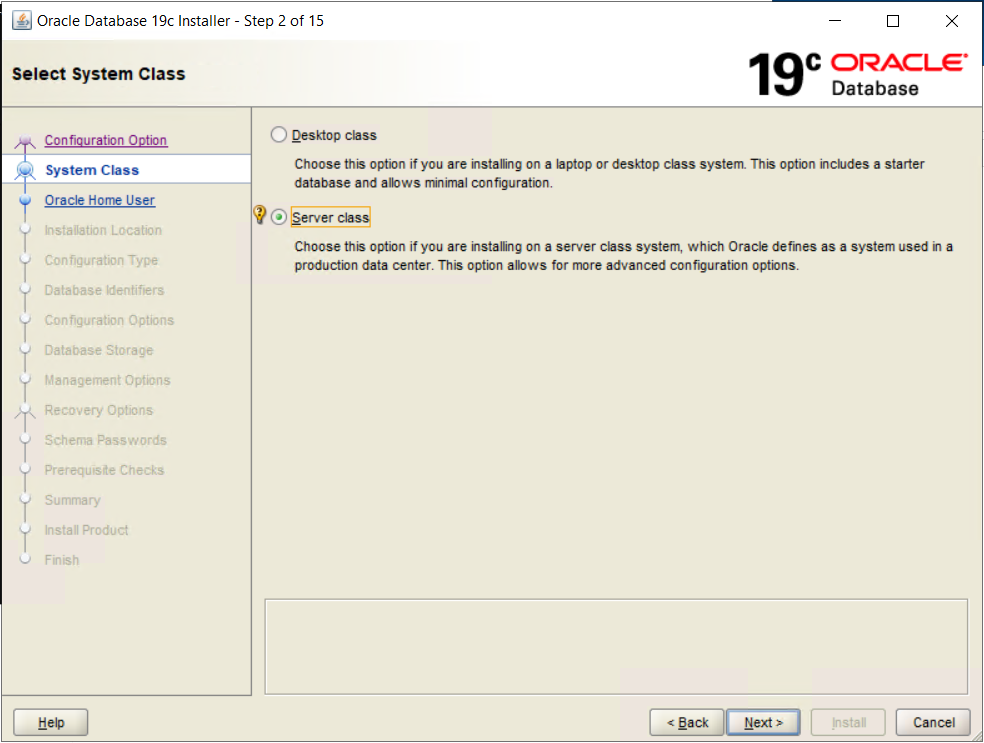 Oracle Database 19c Installer - Step 2 of 15
Select System Class
19c ORACLE
Database
Configuration Option
System Class
Oracle Home User
Installation Location
Configuration Type
Database Identifiers
Configuration Options
Database Storage
Management Options
Recovery Options
Schema Passwords
Prerequisite Checks
Summary
Install Product
Finish
Desktop class
Choose this option if you are installing on a laptop or desktop class system. This option includes a starter
database and allows minimal configuration.
Server class
Choose this option if you are installing on a server class system, which Oracle defines as a system used in a
production data center. This option allows for more advanced configuration options.
Help
< Back
Next >
Install
Cancel